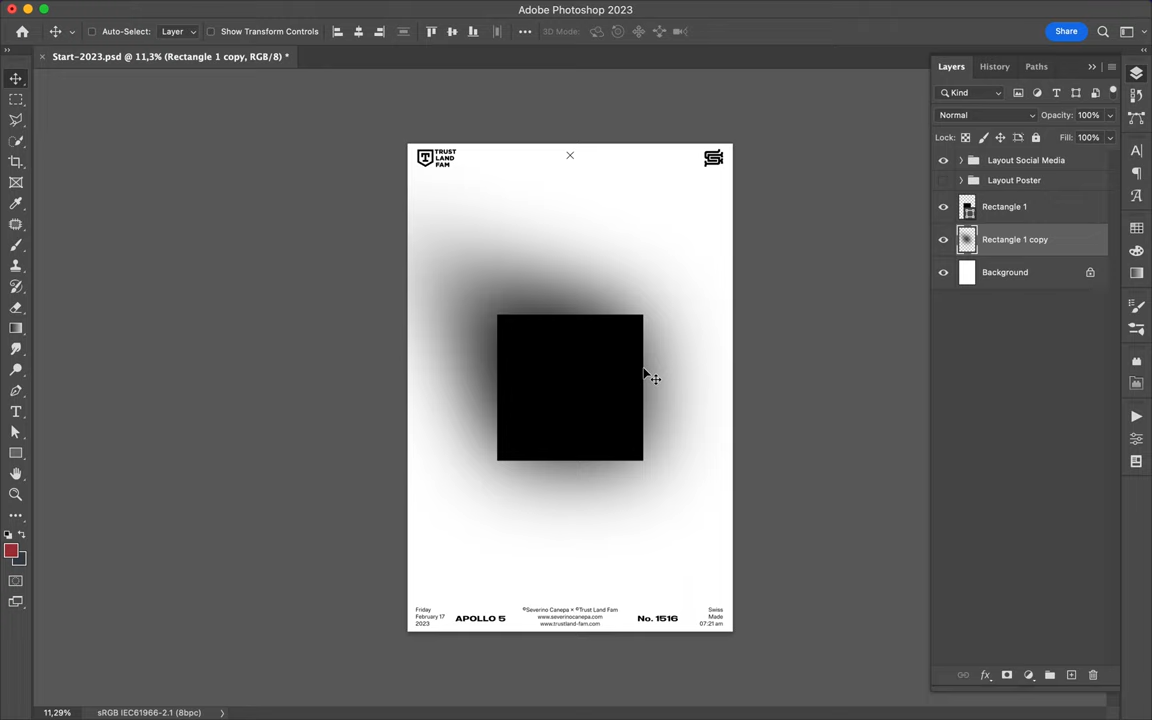 Adobe Photoshop 2023
Auto-Select: Layer Show Transform Controls 3D Mode: Share
Start-2023.psd @ 11,3% (Rectangle 1 copy, RGB/8) *
Layers History Paths
Kind
Normal Opacity: 100%
Lock: Fill: 100%
Layout Social Media
Layout Poster
Rectangle 1
Rectangle 1 copy
Background
TRUST
LAND
FAM
Friday
February 17
2023
APOLLO 5
©Severino Canepa × ©Trust Land Fam
www.severinocanepa.com
www.trustland-fam.com
No. 1516
Swiss
Made
07:21 am
11,29% sRGB IEC61966-2.1 (8bpc)